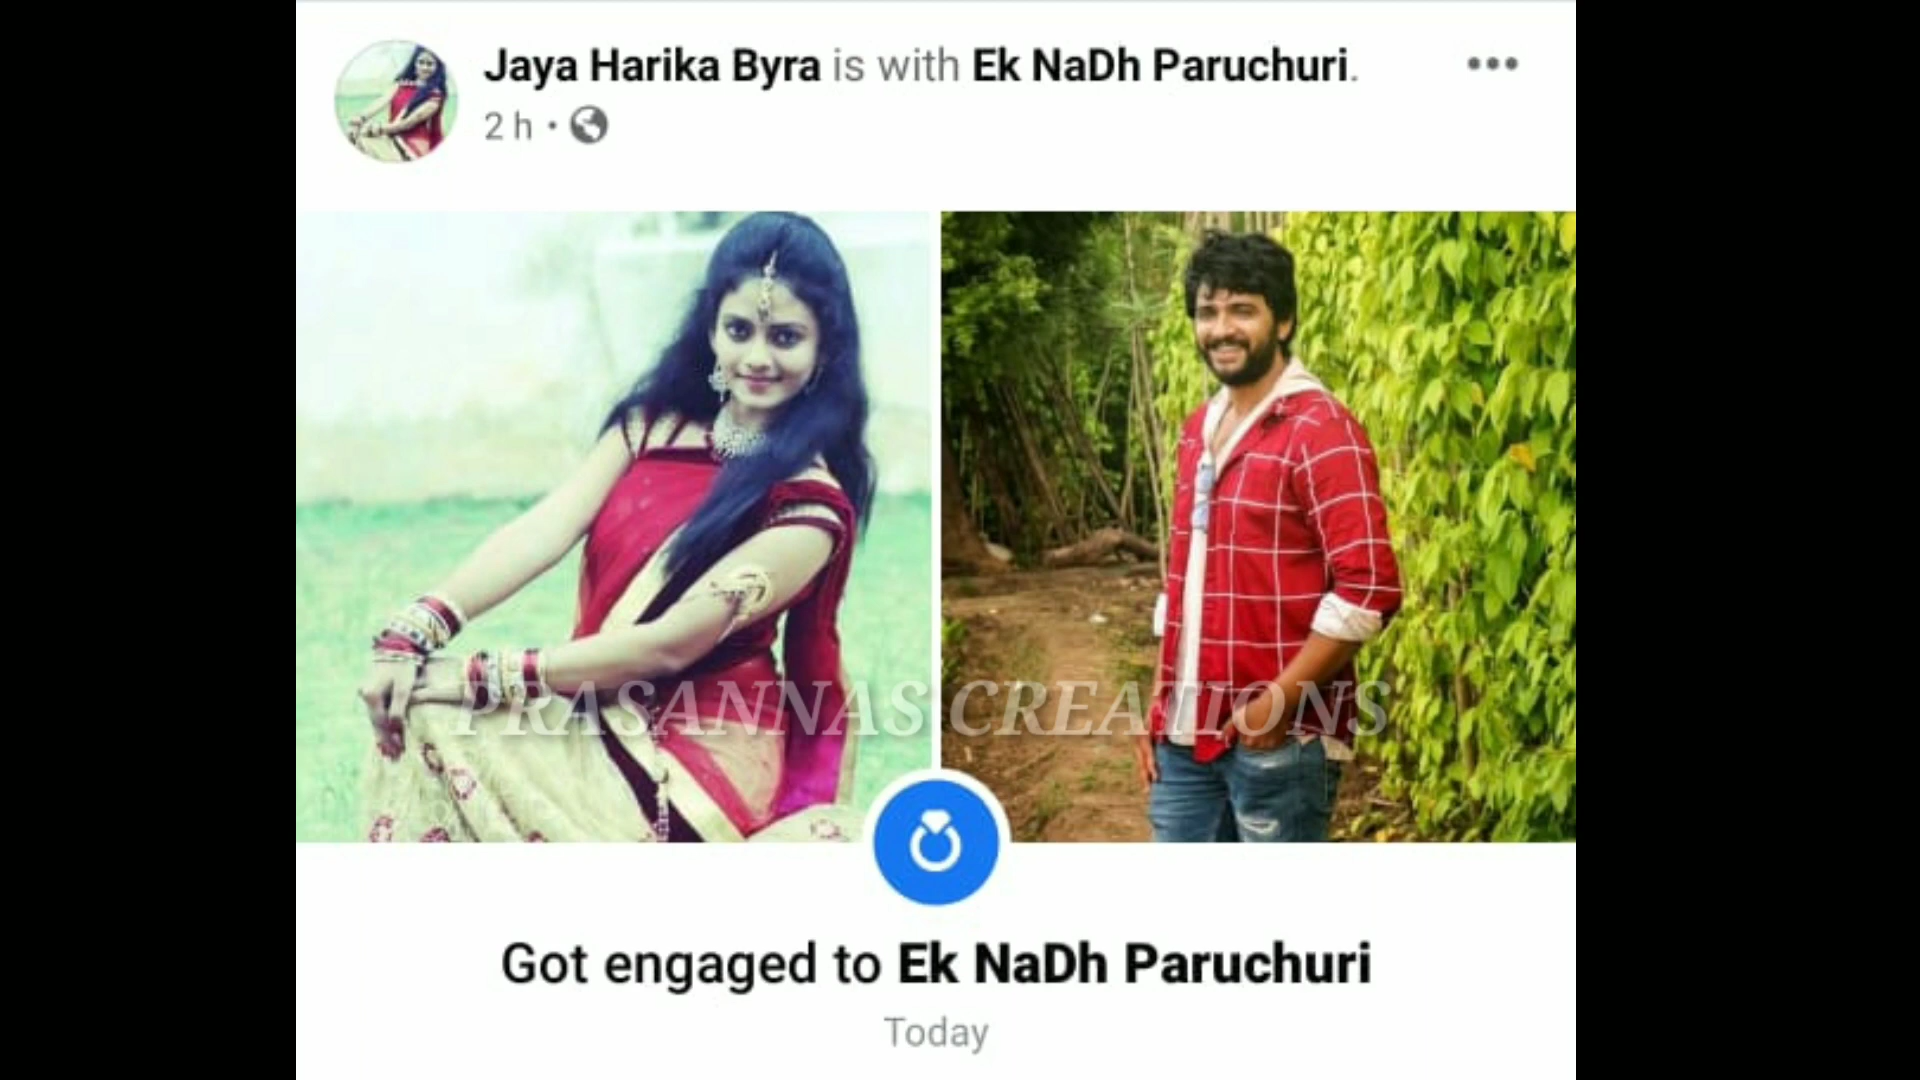 Jaya Harika Byra is with Ek NaDh Paruchuri.
2 h •
PRASANNAS CREATIONS
Got engaged to Ek NaDh Paruchuri
Today